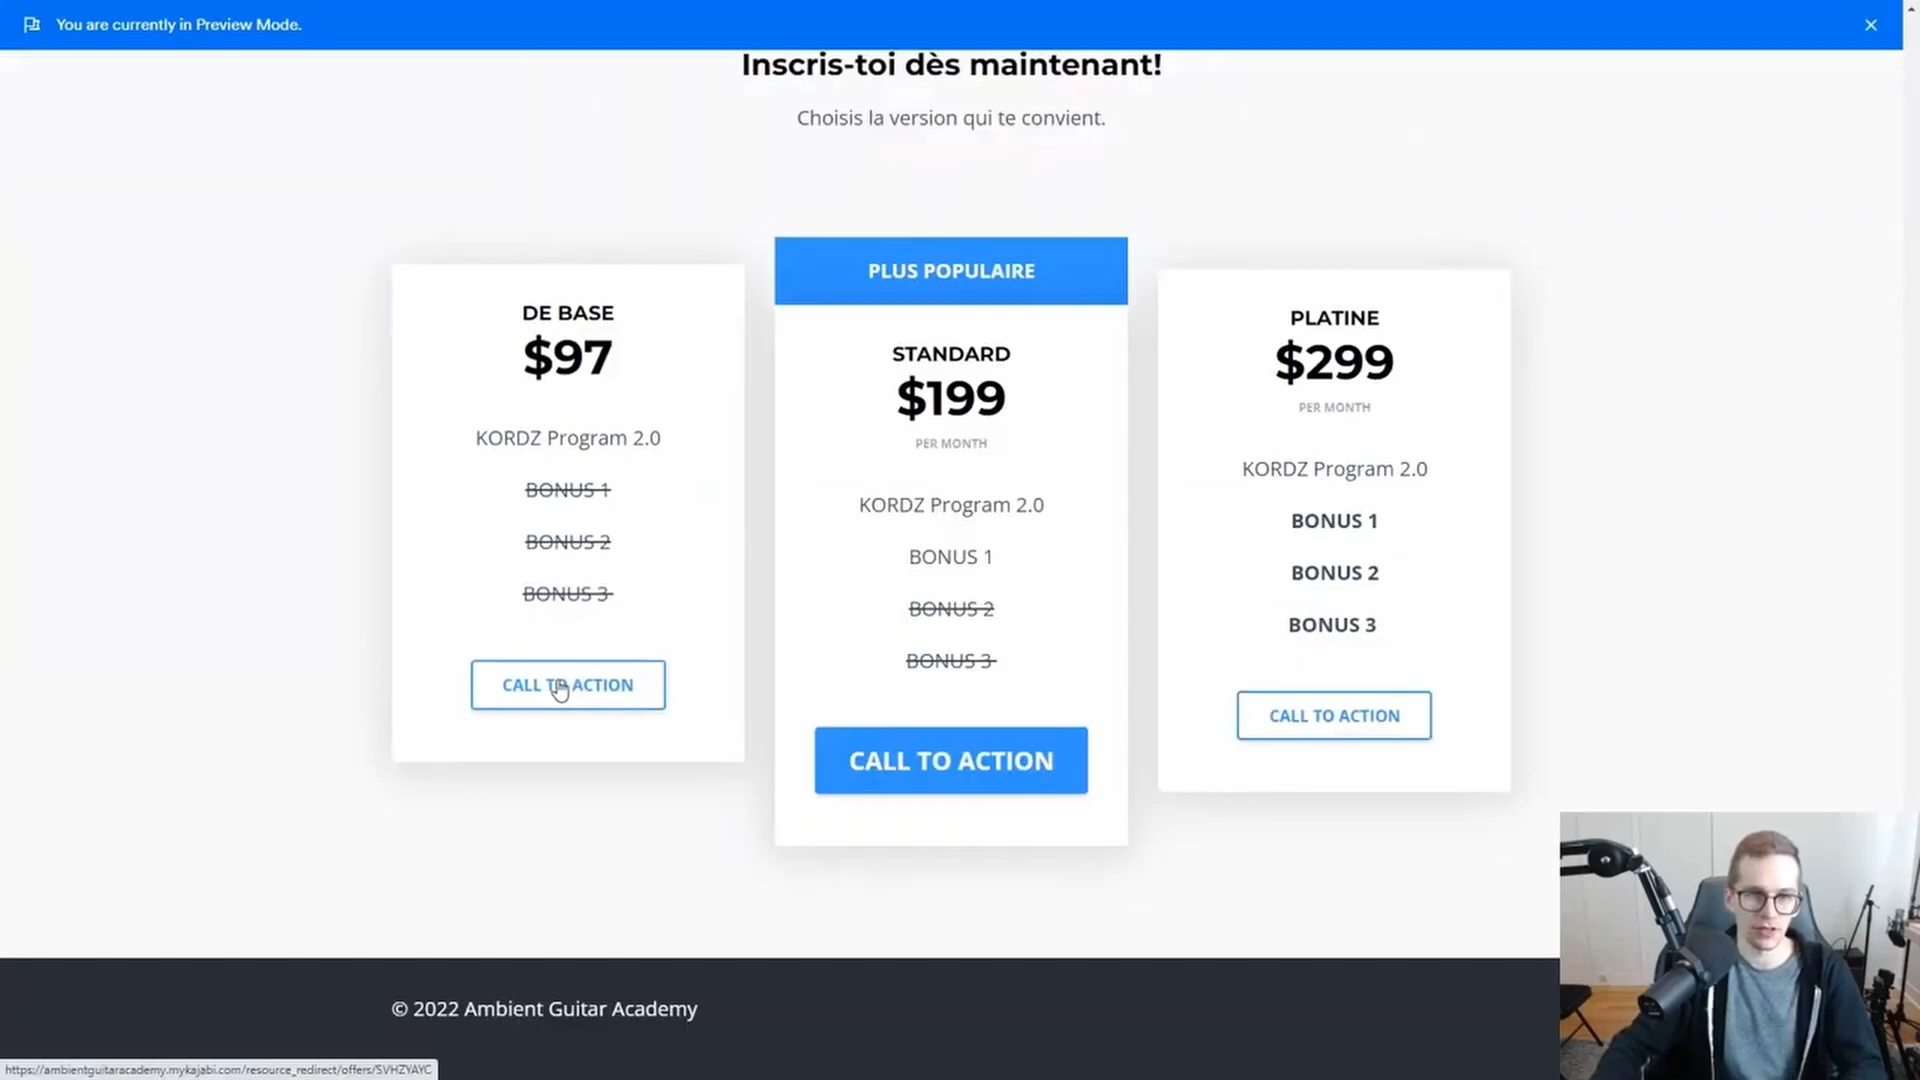 You are currently in Preview Mode.
Inscris-toi dès maintenant!
Choisis la version qui te convient.
DE BASE
$97
KORDZ Program 2.0
BONUS 1
BONUS 2
BONUS 3
CALL TO ACTION
PLUS POPULAIRE
STANDARD
$199
PER MONTH
KORDZ Program 2.0
BONUS 1
BONUS 2
BONUS 3
CALL TO ACTION
PLATINE
$299
PER MONTH
KORDZ Program 2.0
BONUS 1
BONUS 2
BONUS 3
CALL TO ACTION
© 2022 Ambient Guitar Academy
https://ambientguitaracademy.mykajabi.com/resource_redirect/offers/SVHZYAYC